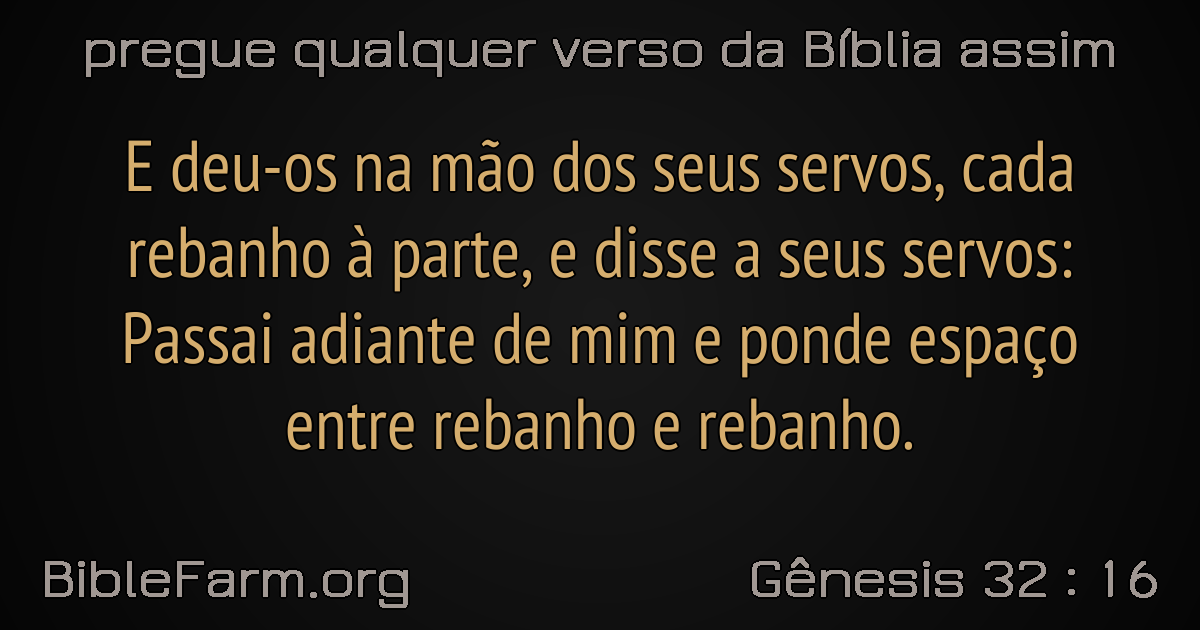 pregue qualquer verso da Bíblia assim
E deu-os na mão dos seus servos, cada
rebanho à parte, e disse a seus servos:
Passai adiante de mim e ponde espaço
entre rebanho e rebanho.
BibleFarm.org
Gênesis 32 : 16